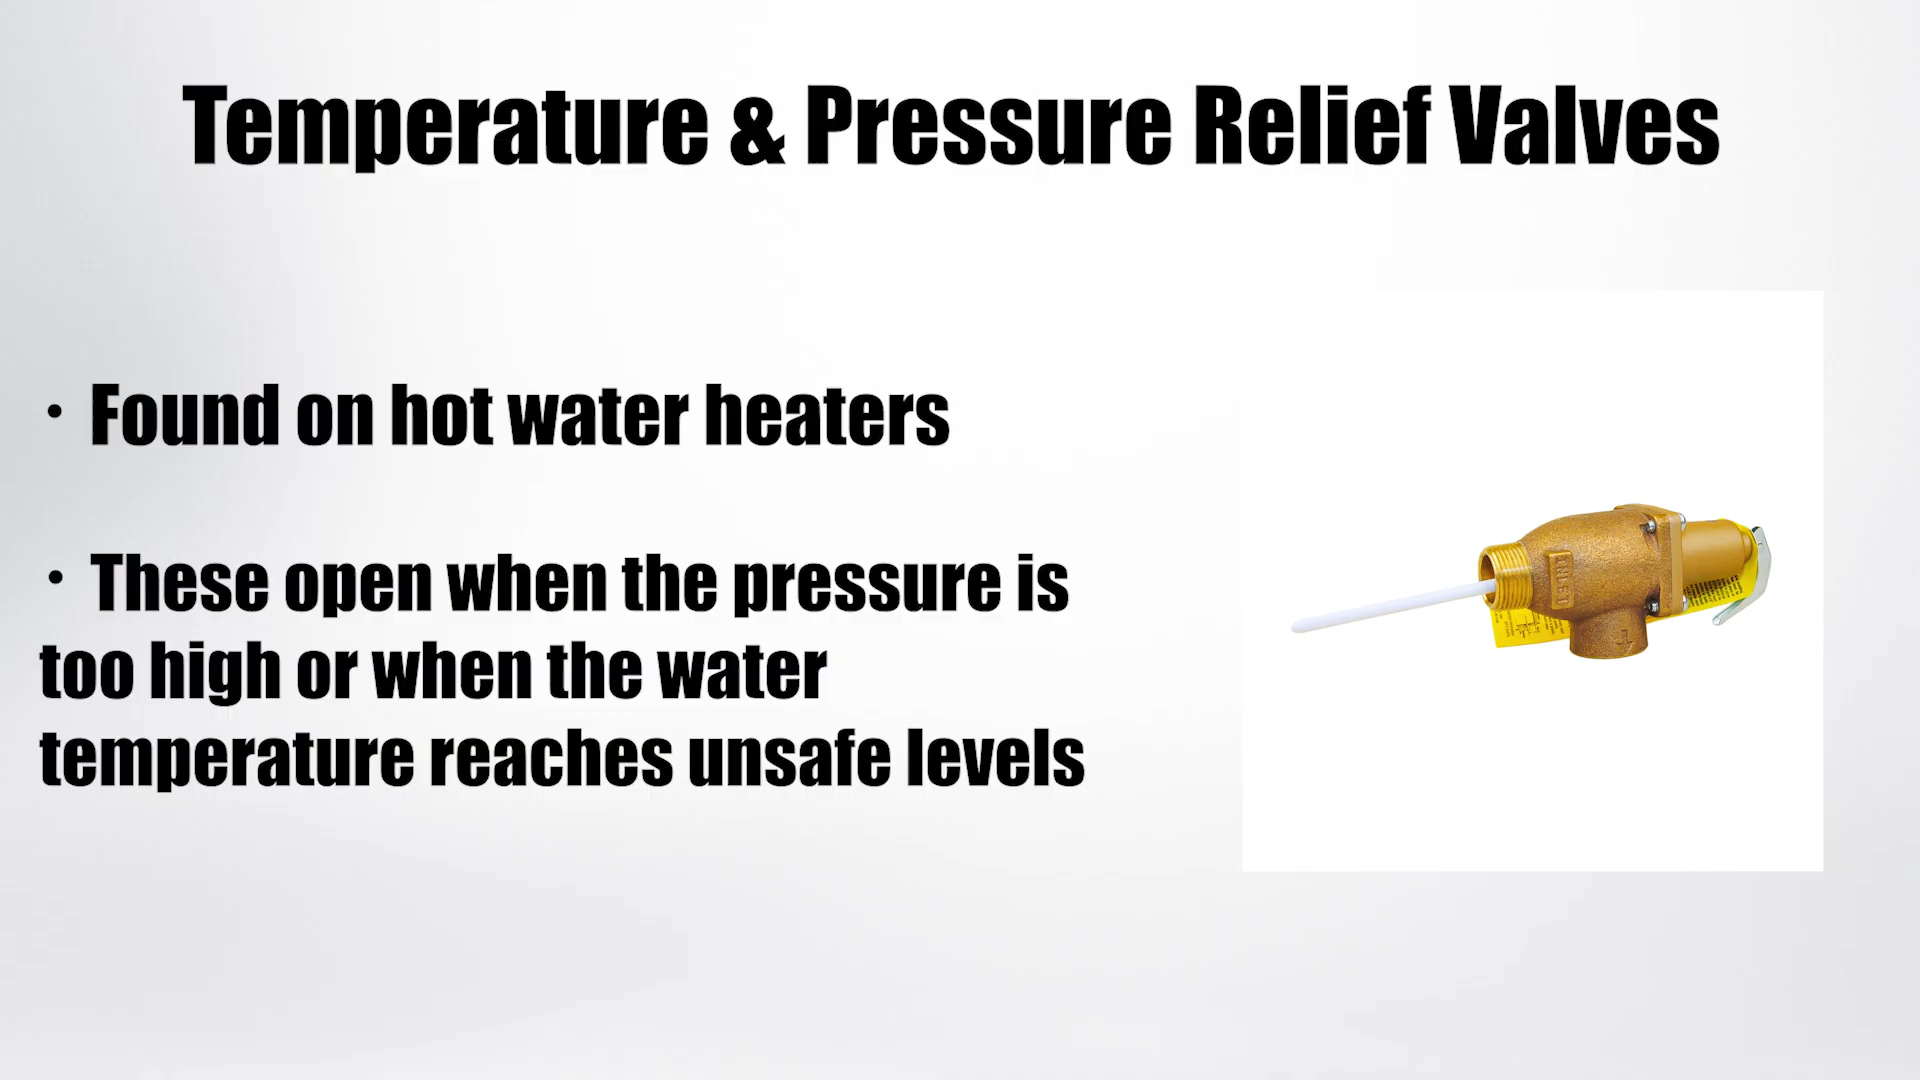 Temperature & Pressure Relief Valves
• Found on hot water heaters
• These open when the pressure is
too high or when the water
temperature reaches unsafe levels
INLET